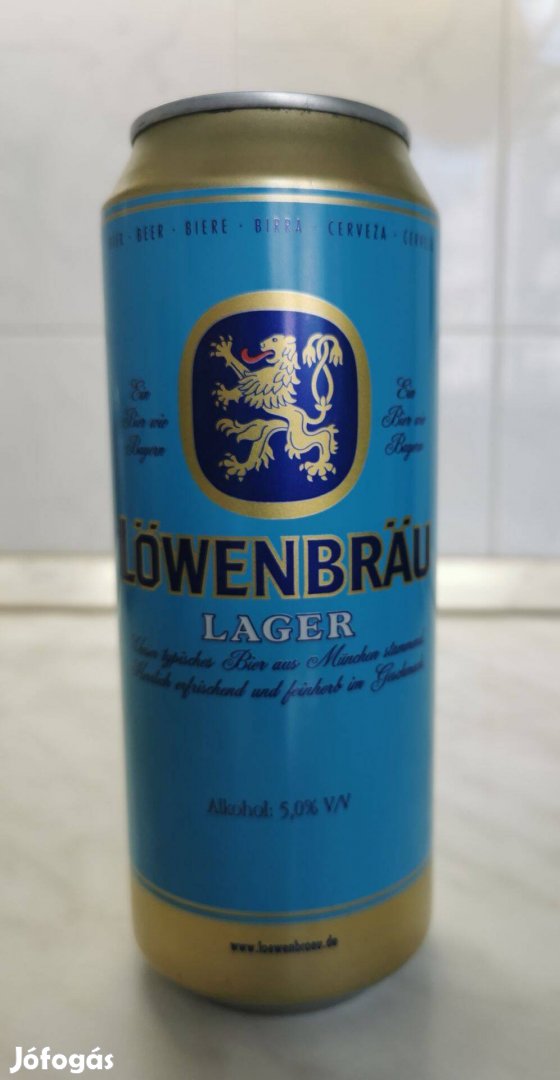 BEER · BIERE · BIRRA · CERVEZA
Ein
Bier wie
Bayern
Ein
Bier wie
Bayern
LÖWENBRÄU
LAGER
typisches Bier aus München stammend
Herrlich erfrischend und feinherb im Geschmack
Alkohol: 5,0% V/V
www.loewenbraeu.de
Jófogás